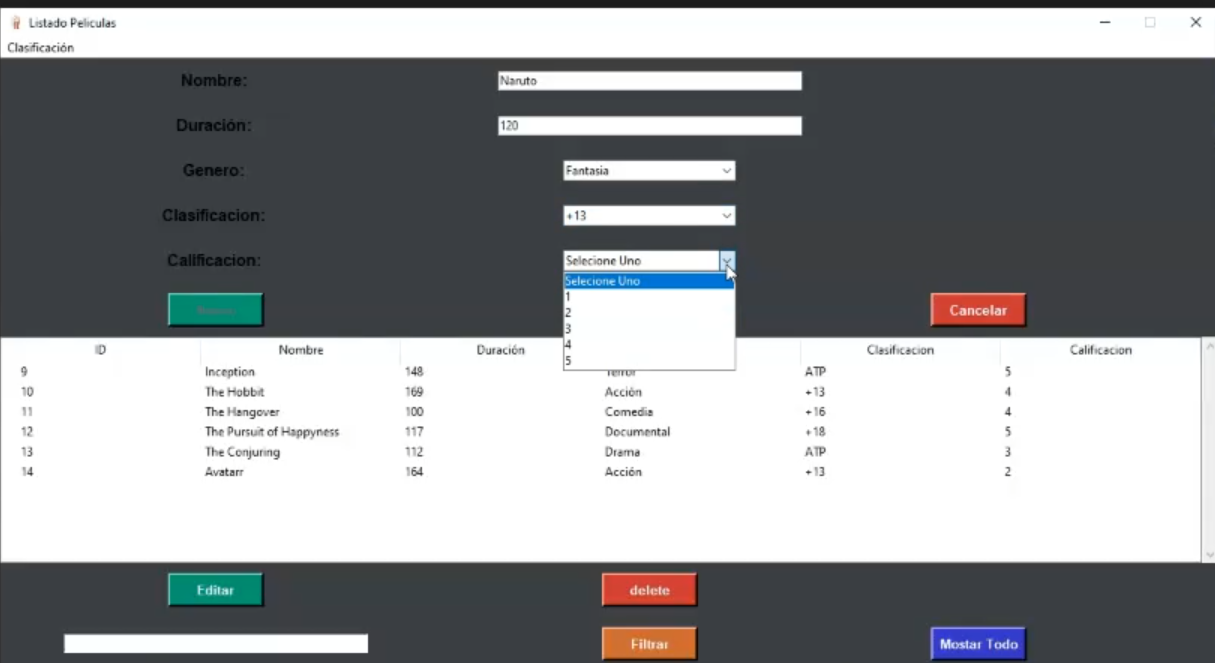 Listado Peliculas
Clasificación
Nombre: Naruto
Duración: 120
Genero: Fantasia
Clasificacion: +13
Calificacion: Selecione Uno
Selecione Uno
1
2
3
4
5
Cancelar
ID Nombre Duración Clasificacion Calificacion
9 Inception 148 Terror ATP 5
10 The Hobbit 169 Acción +13 4
11 The Hangover 100 Comedia +16 4
12 The Pursuit of Happyness 117 Documental +18 5
13 The Conjuring 112 Drama ATP 3
14 Avatarr 164 Acción +13 2
Editar delete
Filtrar Mostar Todo